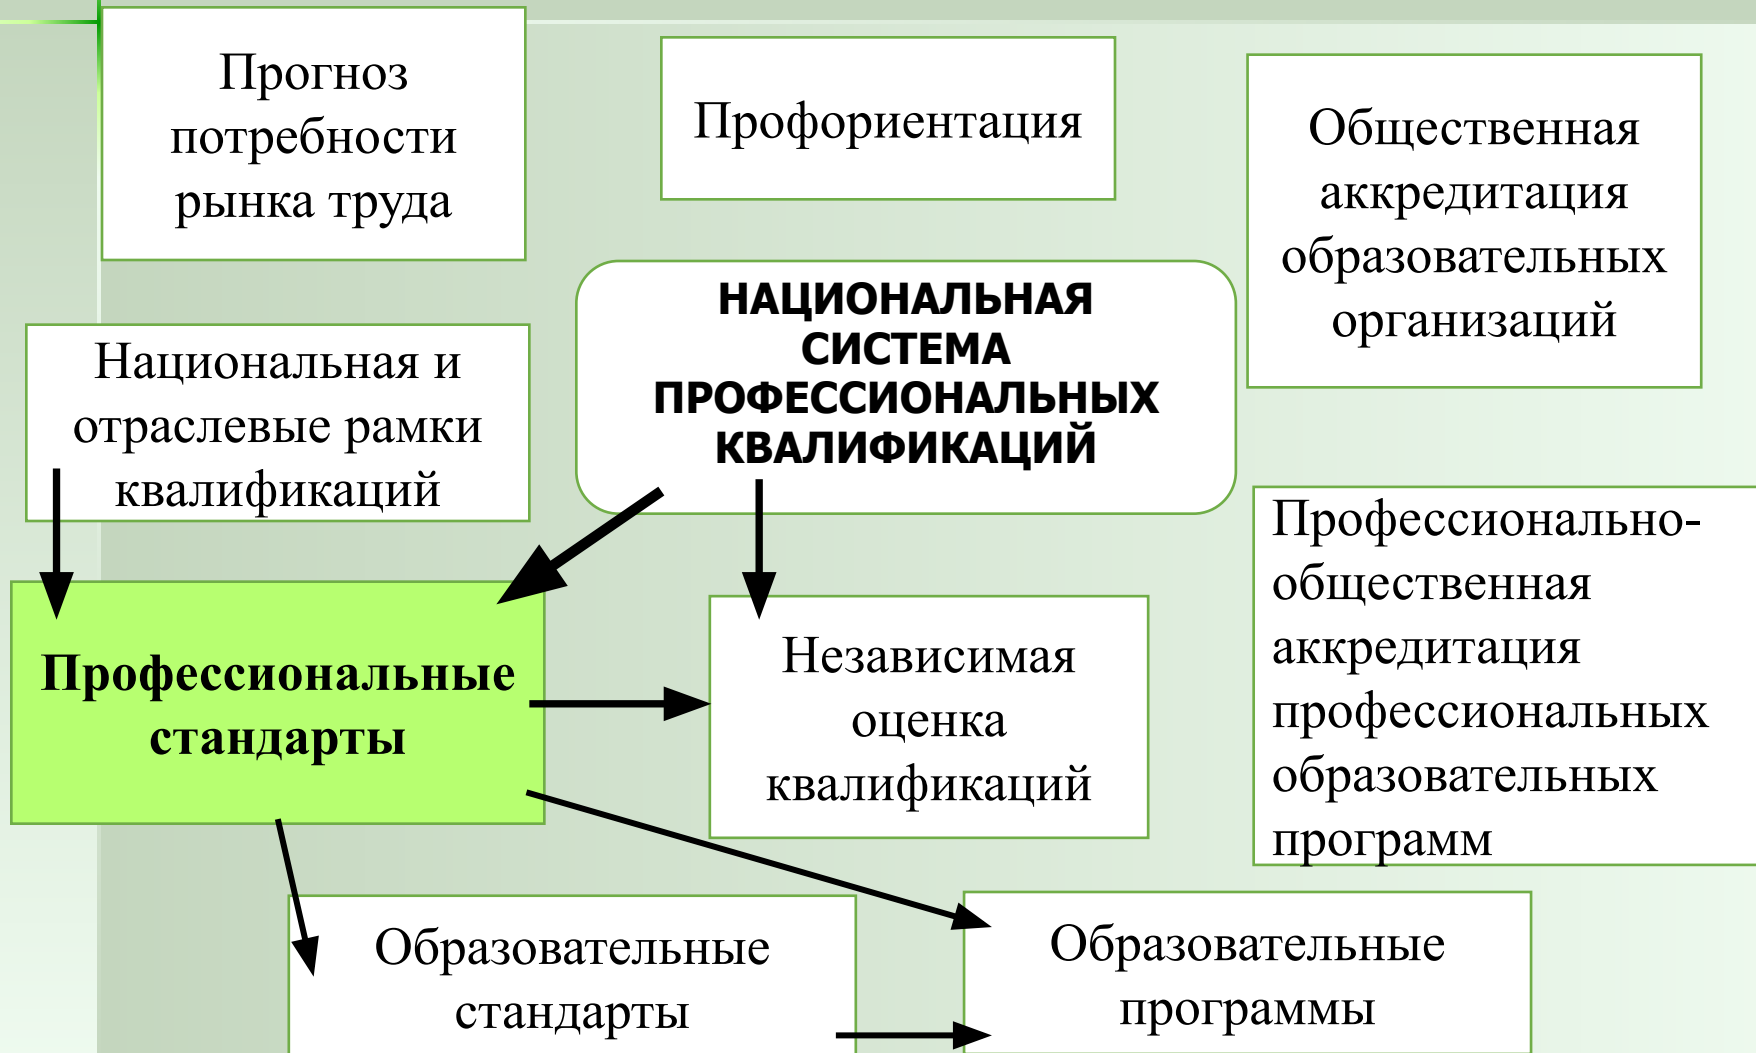 Прогноз
потребности
рынка труда
Профориентация
Общественная
аккредитация
образовательных
организаций
НАЦИОНАЛЬНАЯ
СИСТЕМА
ПРОФЕССИОНАЛЬНЫХ
КВАЛИФИКАЦИЙ
Национальная и
отраслевые рамки
квалификаций
Профессионально-
общественная
аккредитация
профессиональных
образовательных
программ
Профессиональные
стандарты
Независимая
оценка
квалификаций
Образовательные
стандарты
Образовательные
программы